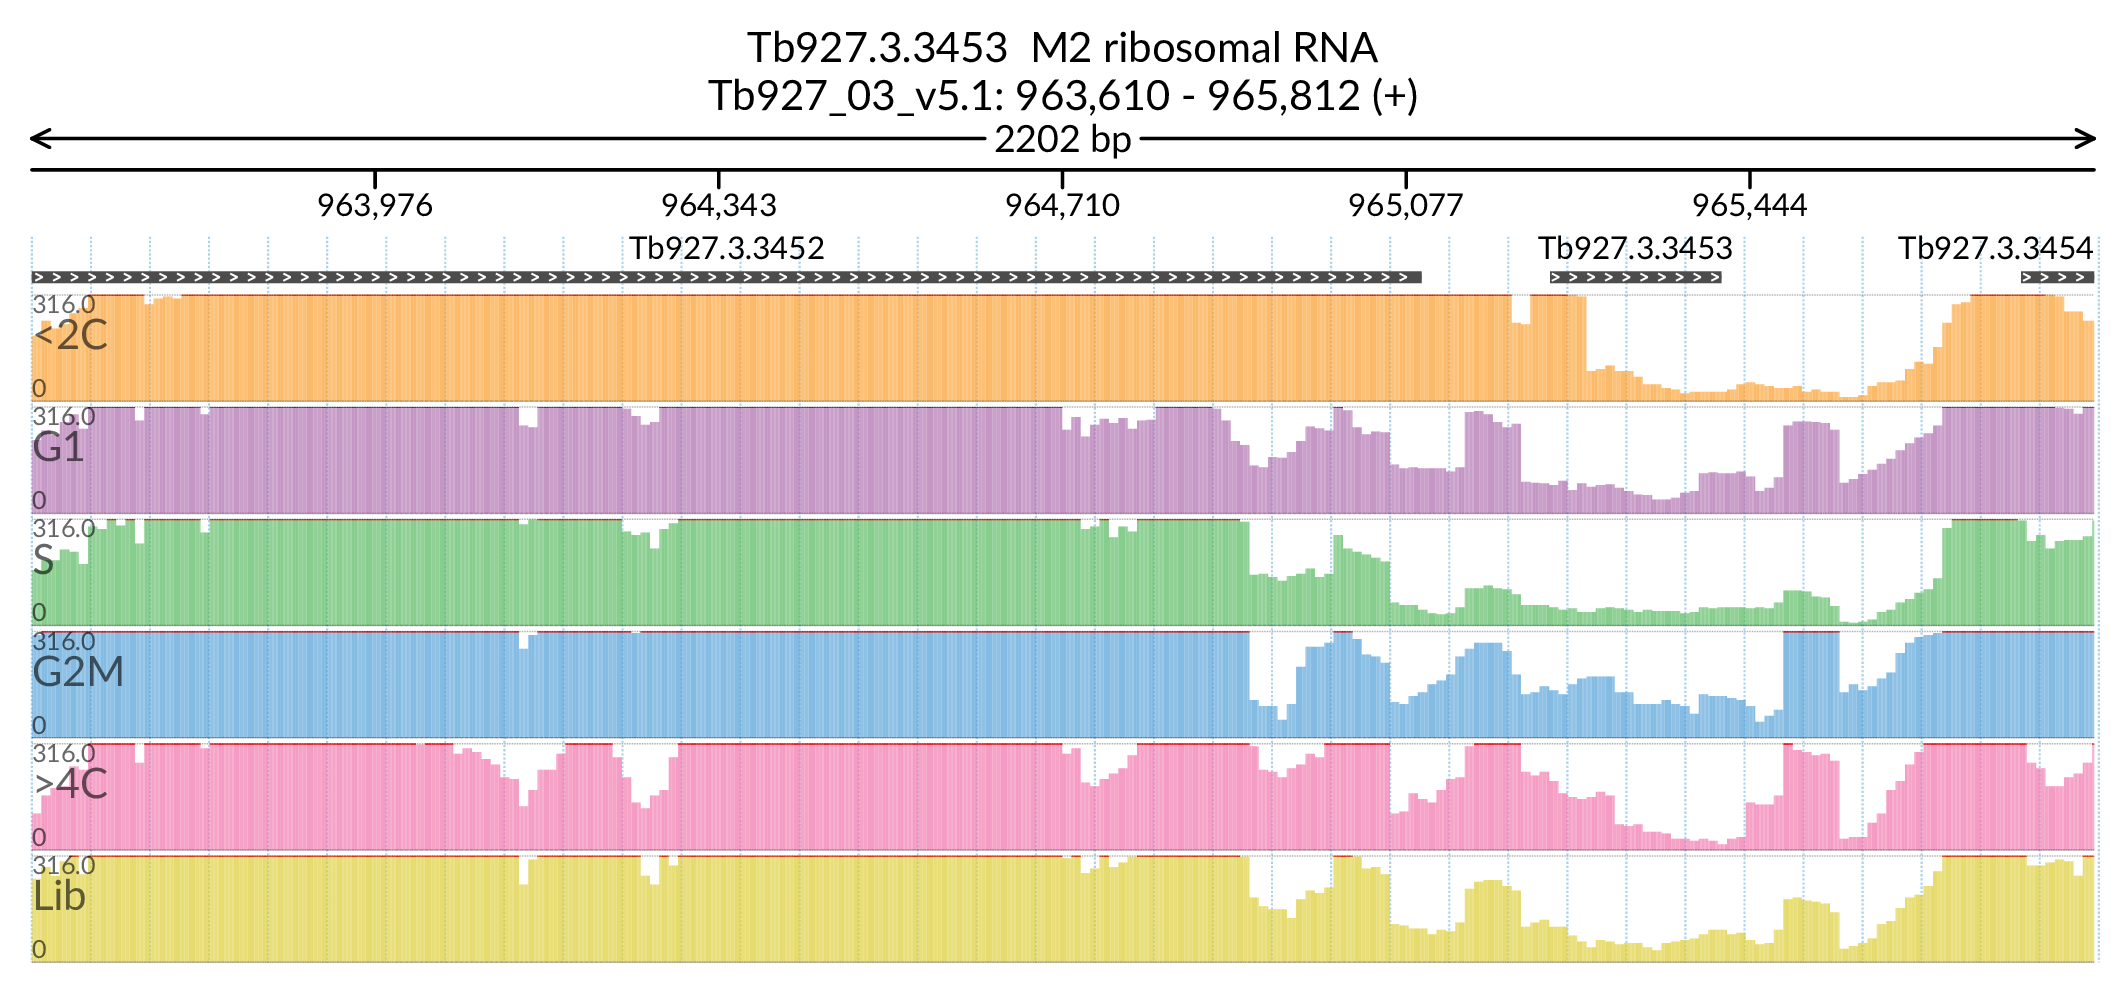 Tb927.3.3453  M2 ribosomal RNA
Tb927_03_v5.1: 963,610 - 965,812 (+)
2202 bp
963,976 964,343 964,710 965,077 965,444
Tb927.3.3452 Tb927.3.3453 Tb927.3.3454
316.0
<2C
0
316.0
G1
0
316.0
S
0
316.0
G2M
0
316.0
>4C
0
316.0
Lib
0